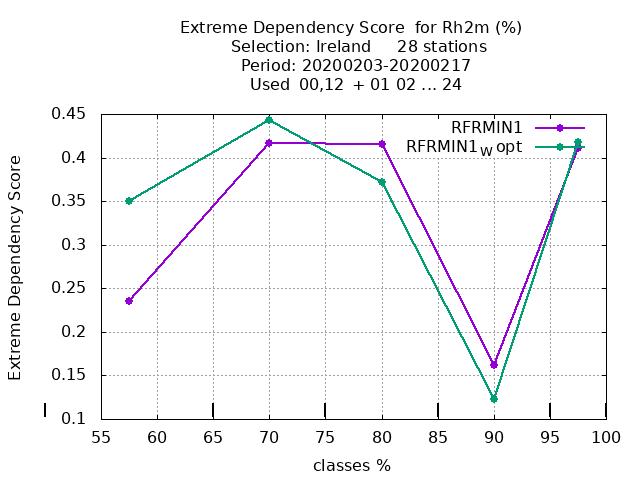 Extreme Dependency Score  for Rh2m (%)
Selection: Ireland     28 stations
Period: 20200203-20200217
Used  00,12  + 01 02 ... 24
RFRMIN1
RFRMIN1W opt
Extreme Dependency Score
0.45
0.4
0.35
0.3
0.25
0.2
0.15
0.1
55 60 65 70 75 80 85 90 95 100
classes %